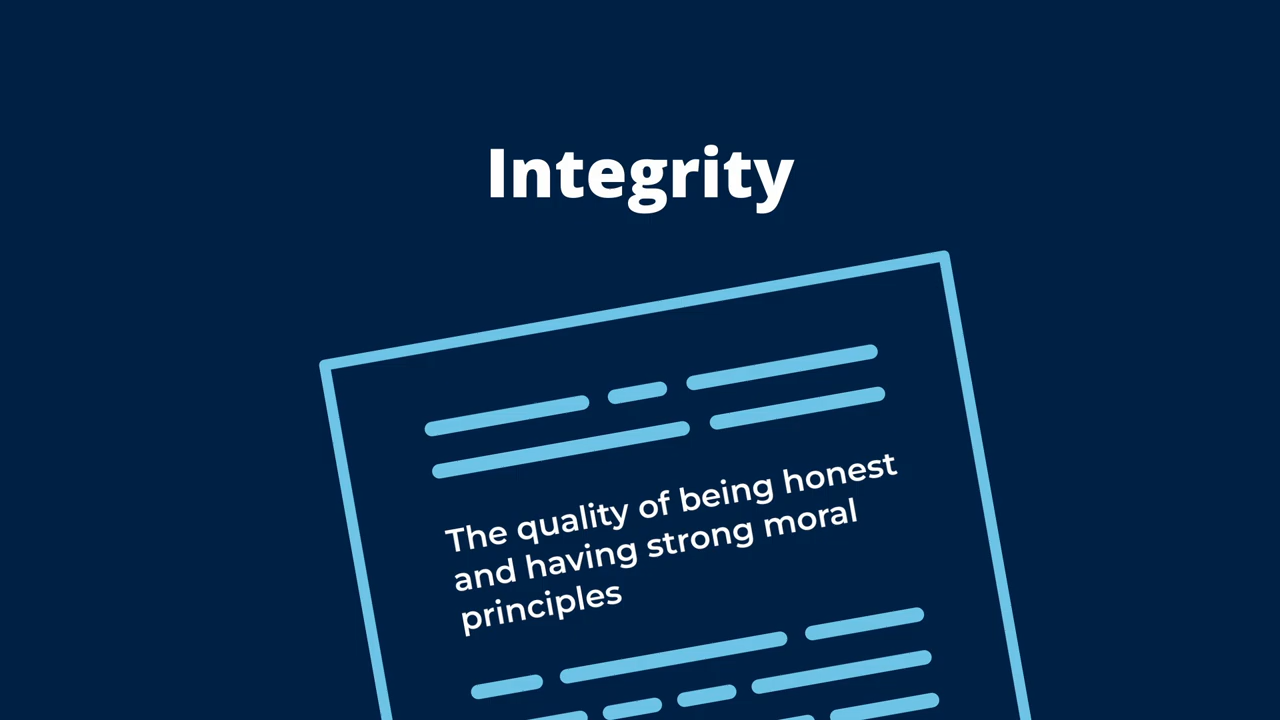 Integrity
The quality of being honest
and having strong moral
principles